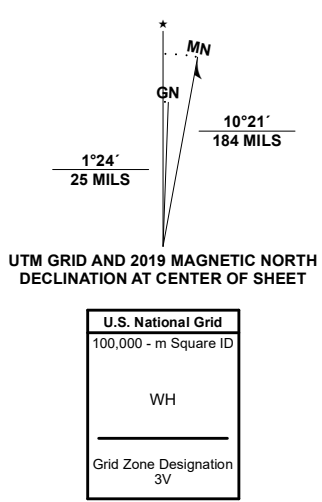 ★
MN
GN
10°21´
184 MILS
1°24´
25 MILS
UTM GRID AND 2019 MAGNETIC NORTH
DECLINATION AT CENTER OF SHEET
U.S. National Grid
100,000 - m Square ID
WH
Grid Zone Designation
3V